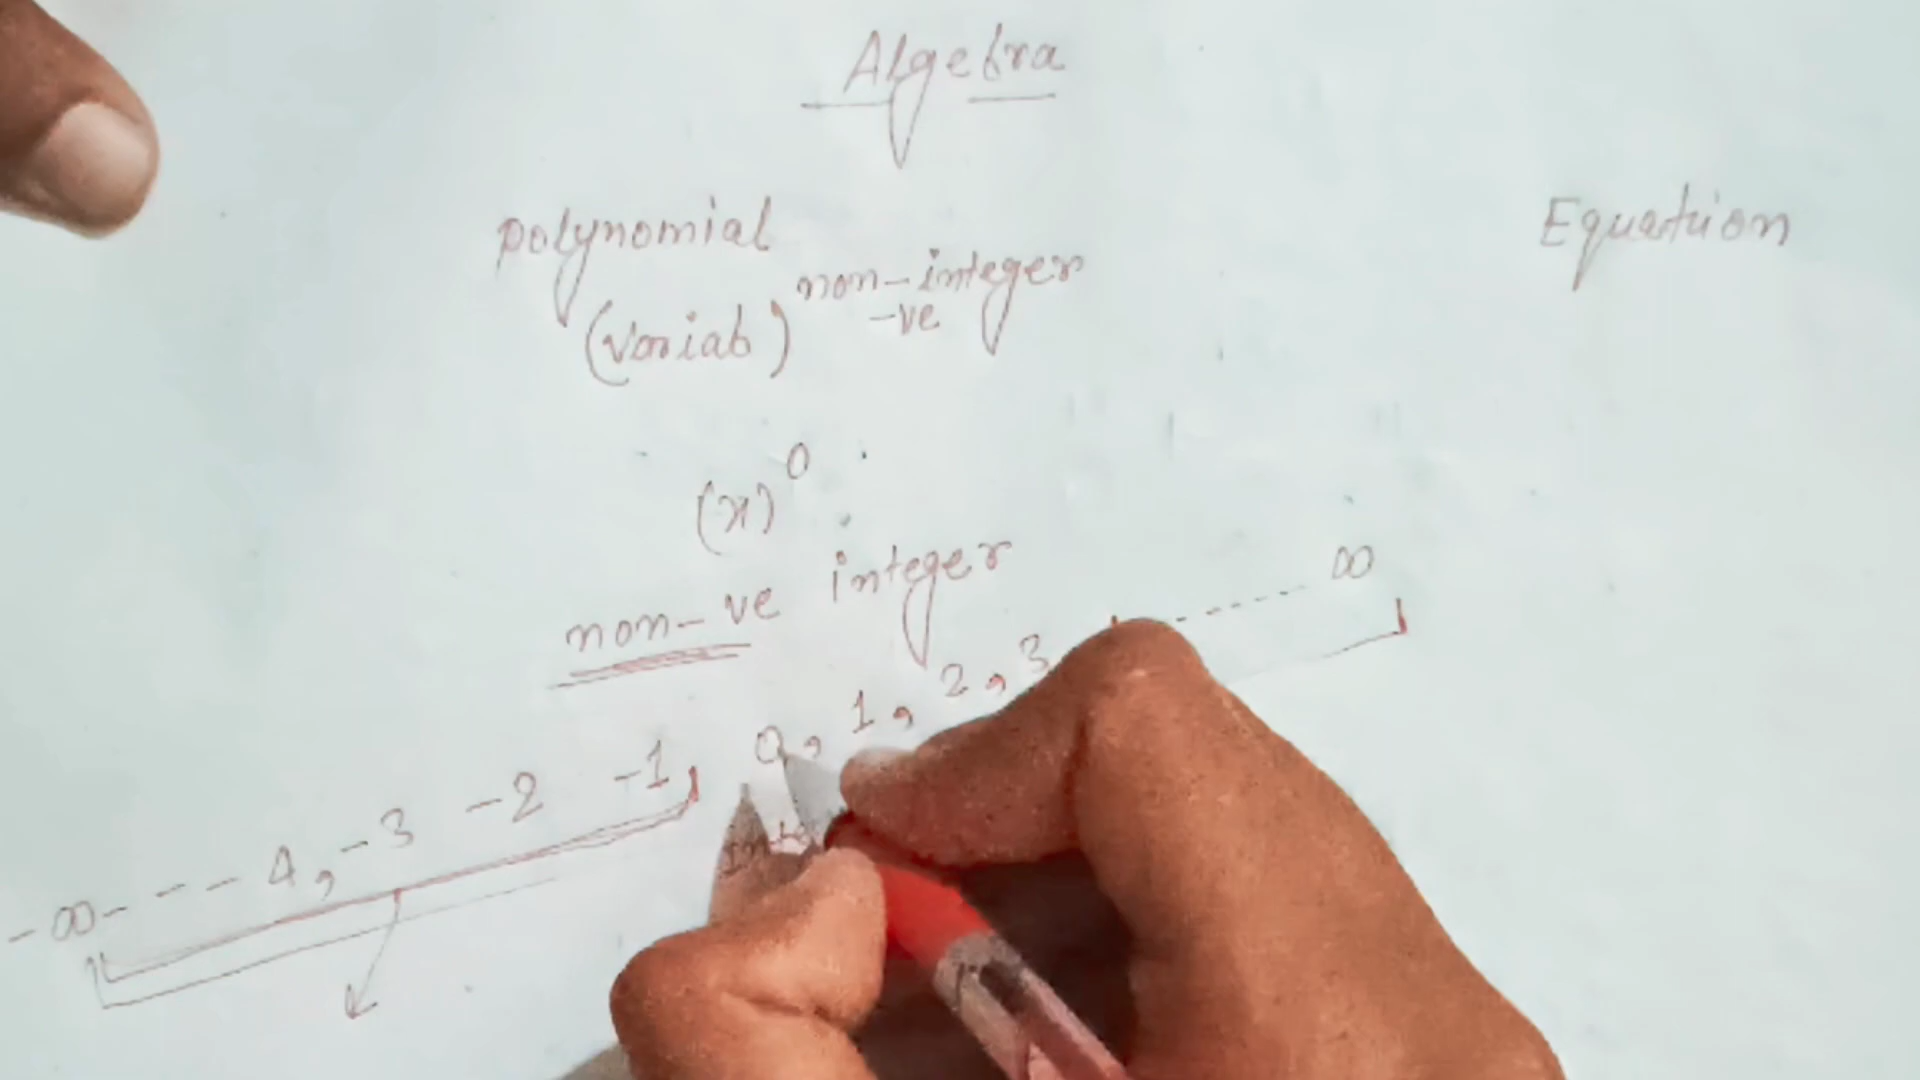 Algebra
polynomial
Equation
(variab) non-integer
-ve
(x) 0
non-ve integer
-∞- - - - 4, -3 -2 -1 0, 1, 2, 3 ------ ∞